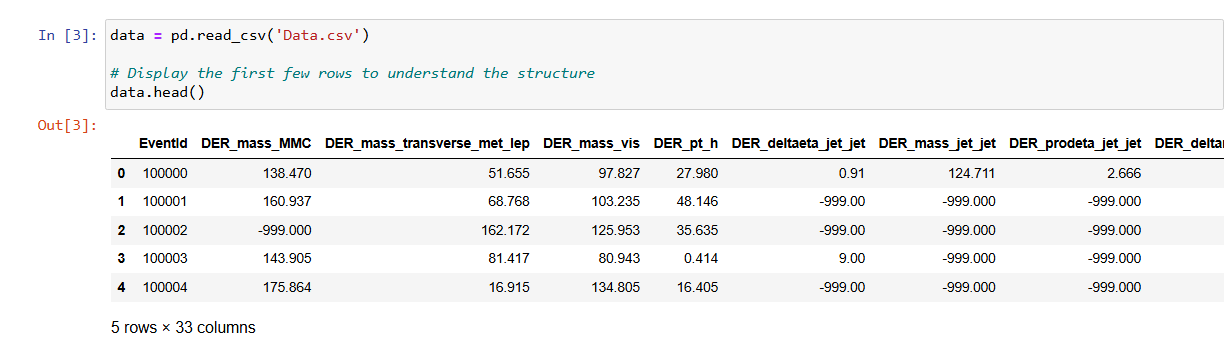 In [3]: data = pd.read_csv('Data.csv')
# Display the first few rows to understand the structure
data.head()
Out[3]:
EventId DER_mass_MMC DER_mass_transverse_met_lep DER_mass_vis DER_pt_h DER_deltaeta_jet_jet DER_mass_jet_jet DER_prodeta_jet_jet DER_delta
0 100000 138.470 51.655 97.827 27.980 0.91 124.711 2.666
1 100001 160.937 68.768 103.235 48.146 -999.00 -999.000 -999.000
2 100002 -999.000 162.172 125.953 35.635 -999.00 -999.000 -999.000
3 100003 143.905 81.417 80.943 0.414 9.00 -999.000 -999.000
4 100004 175.864 16.915 134.805 16.405 -999.00 -999.000 -999.000
5 rows × 33 columns